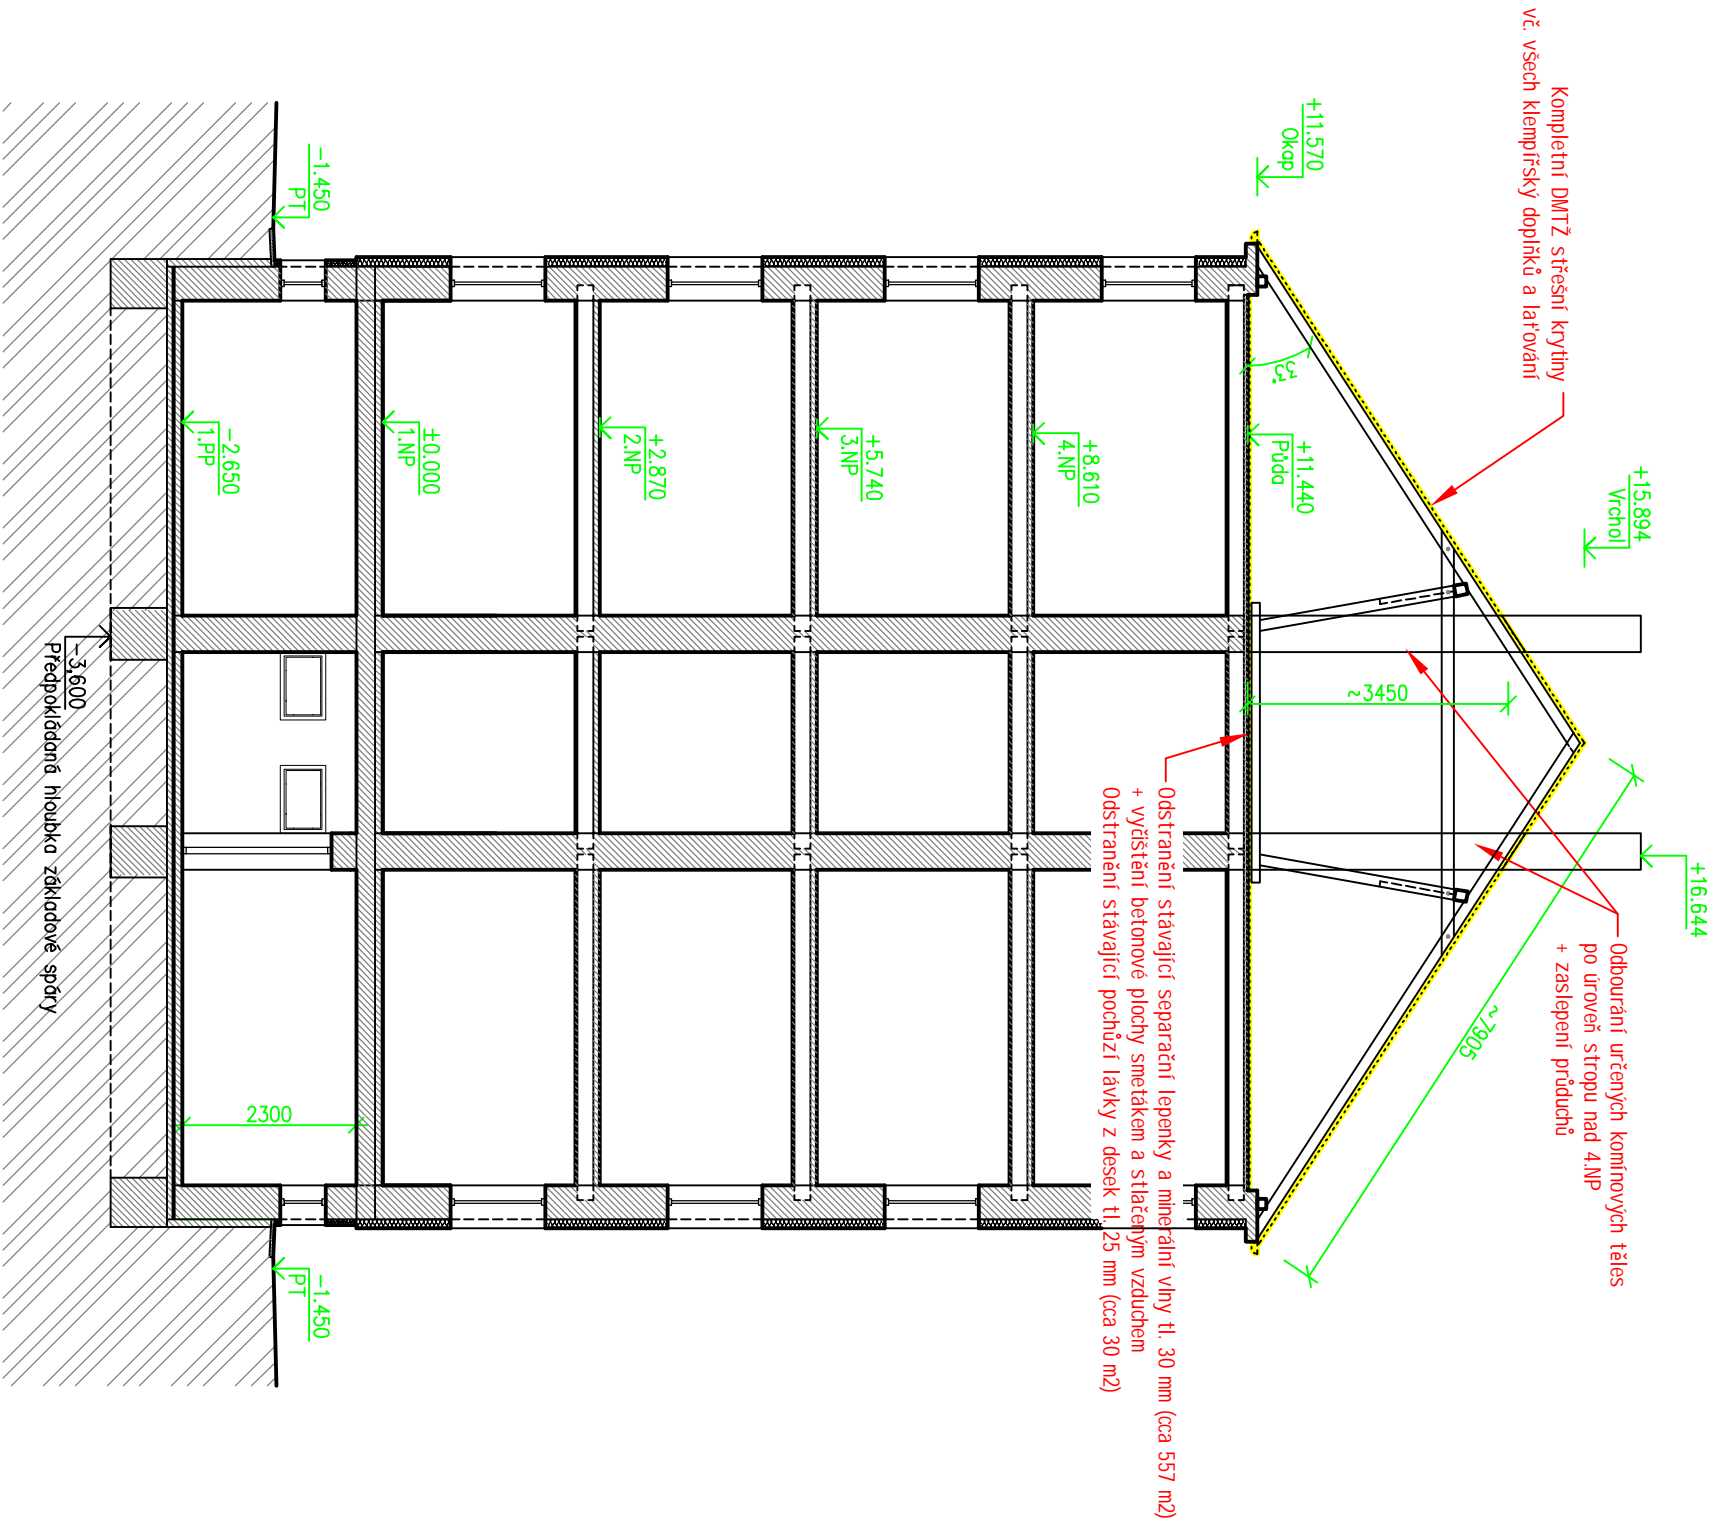 Kompletní DMTŽ střešní krytiny
vč. všech klempířský doplňků a laťování
+15.894
Vrchol
+16.644
Odbourání určených komínových těles
po úroveň stropu nad 4.NP
+ zaslepení průduchů
~7905
~3450
33°
+11.570
Okap
+11.440
Půda
Odstranění stávající separační lepenky a minerální vlny tl. 30 mm (cca 557 m2)
+ vyčištění betonové plochy smetákem a stlačeným vzduchem
Odstranění stávající pochůzí lávky z desek tl. 25 mm (cca 30 m2)
+8.610
4.NP
+5.740
3.NP
+2.870
2.NP
±0.000
1.NP
-1.450
PT
-1.450
PT
2300
-2.650
1.PP
-3,600
Předpokládaná hloubka základové spáry